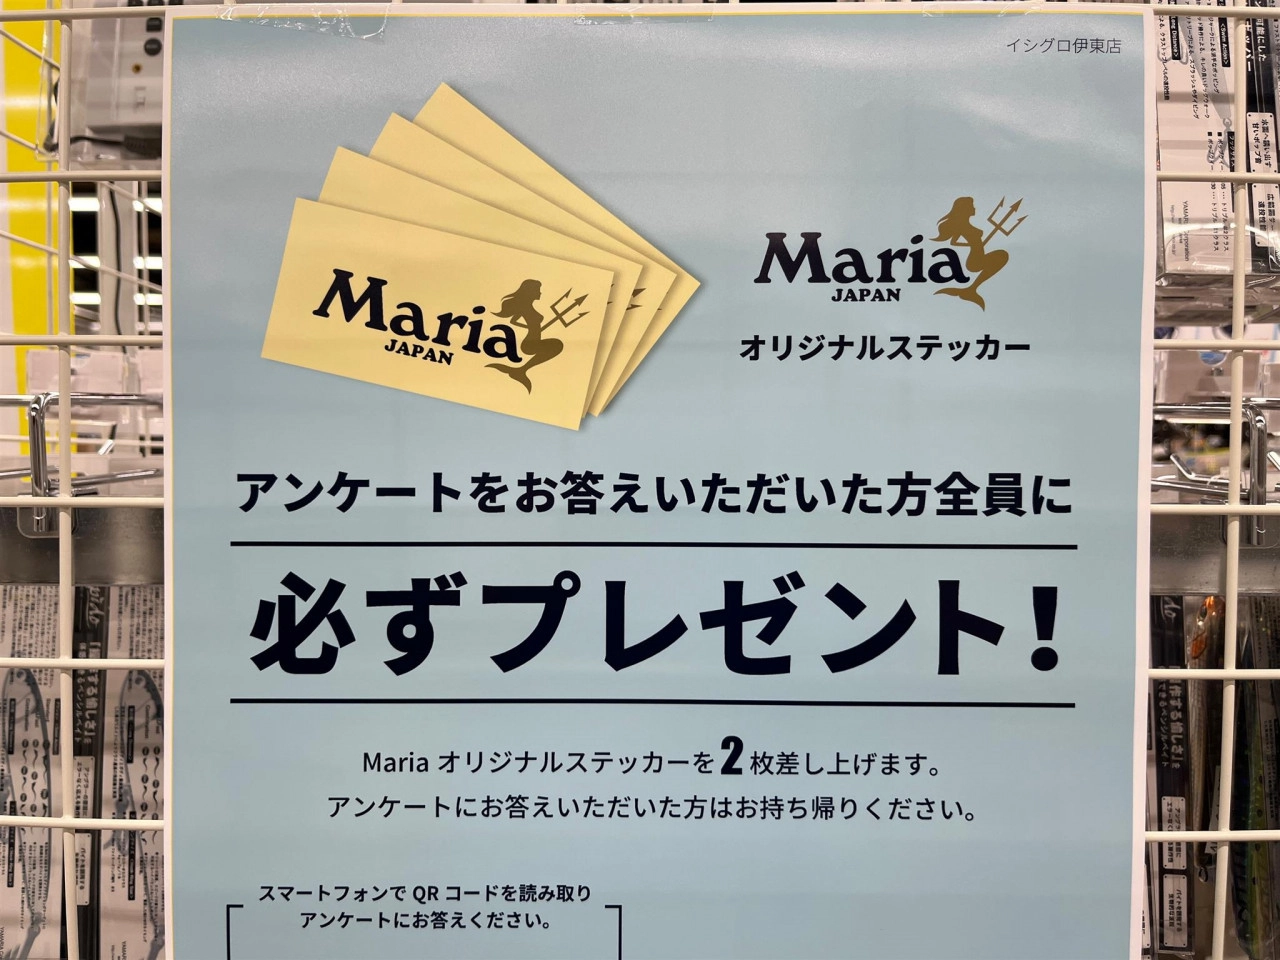 イシグロ伊東店
Maria
JAPAN
Maria
JAPAN
オリジナルステッカー
アンケートをお答えいただいた方全員に
必ずプレゼント!
Maria オリジナルステッカーを2枚差し上げます。
アンケートにお答えいただいた方はお持ち帰りください。
スマートフォンで QR コードを読み取り
アンケートにお答えください。